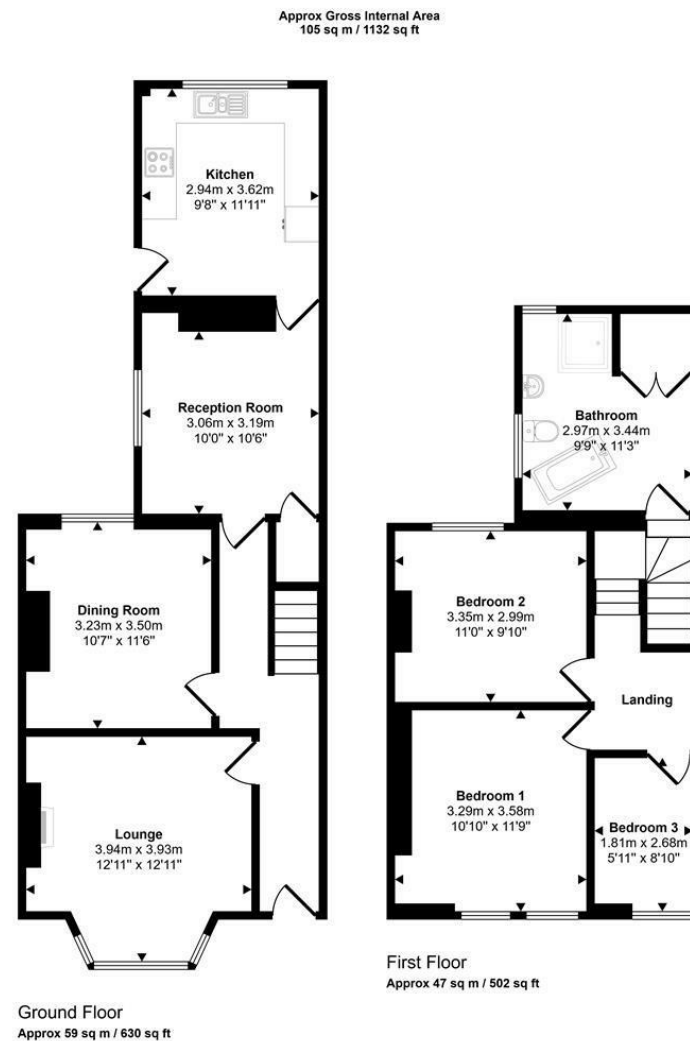 Approx Gross Internal Area
105 sq m / 1132 sq ft
Kitchen
2.94m x 3.62m
9'8" x 11'11"
Reception Room
3.06m x 3.19m
10'0" x 10'6"
Dining Room
3.23m x 3.50m
10'7" x 11'6"
Lounge
3.94m x 3.93m
12'11" x 12'11"
Ground Floor
Approx 59 sq m / 630 sq ft
Bathroom
2.97m x 3.44m
9'9" x 11'3"
Bedroom 2
3.35m x 2.99m
11'0" x 9'10"
Landing
Bedroom 1
3.29m x 3.58m
10'10" x 11'9"
Bedroom 3
1.81m x 2.68m
5'11" x 8'10"
First Floor
Approx 47 sq m / 502 sq ft